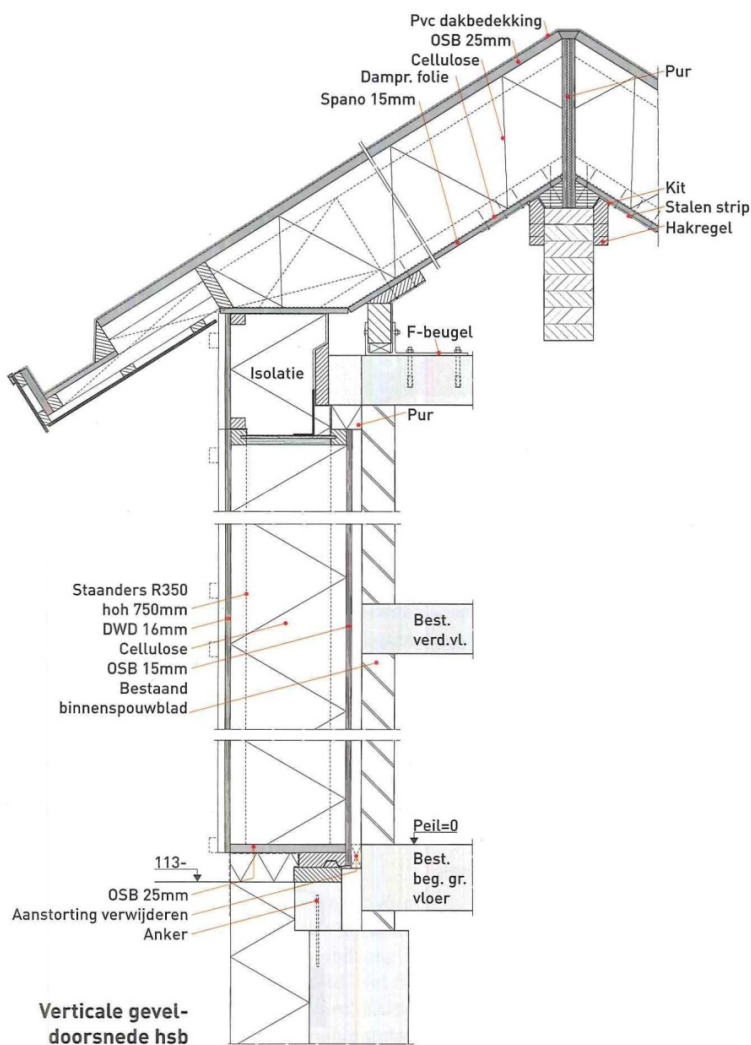 Pvc dakbedekking
OSB 25mm
Cellulose
Dampr. folie
Spano 15mm
Pur
Kit
Stalen strip
Hakregel
F-beugel
Isolatie
Pur
Staanders R350
hoh 750mm
DWD 16mm
Cellulose
OSB 15mm
Bestaand
binnenspouwblad
Best.
verd.vl.
Peil=0
113-
Best.
beg. gr.
vloer
OSB 25mm
Aanstorting verwijderen
Anker
Verticale gevel-
doorsnede hsb